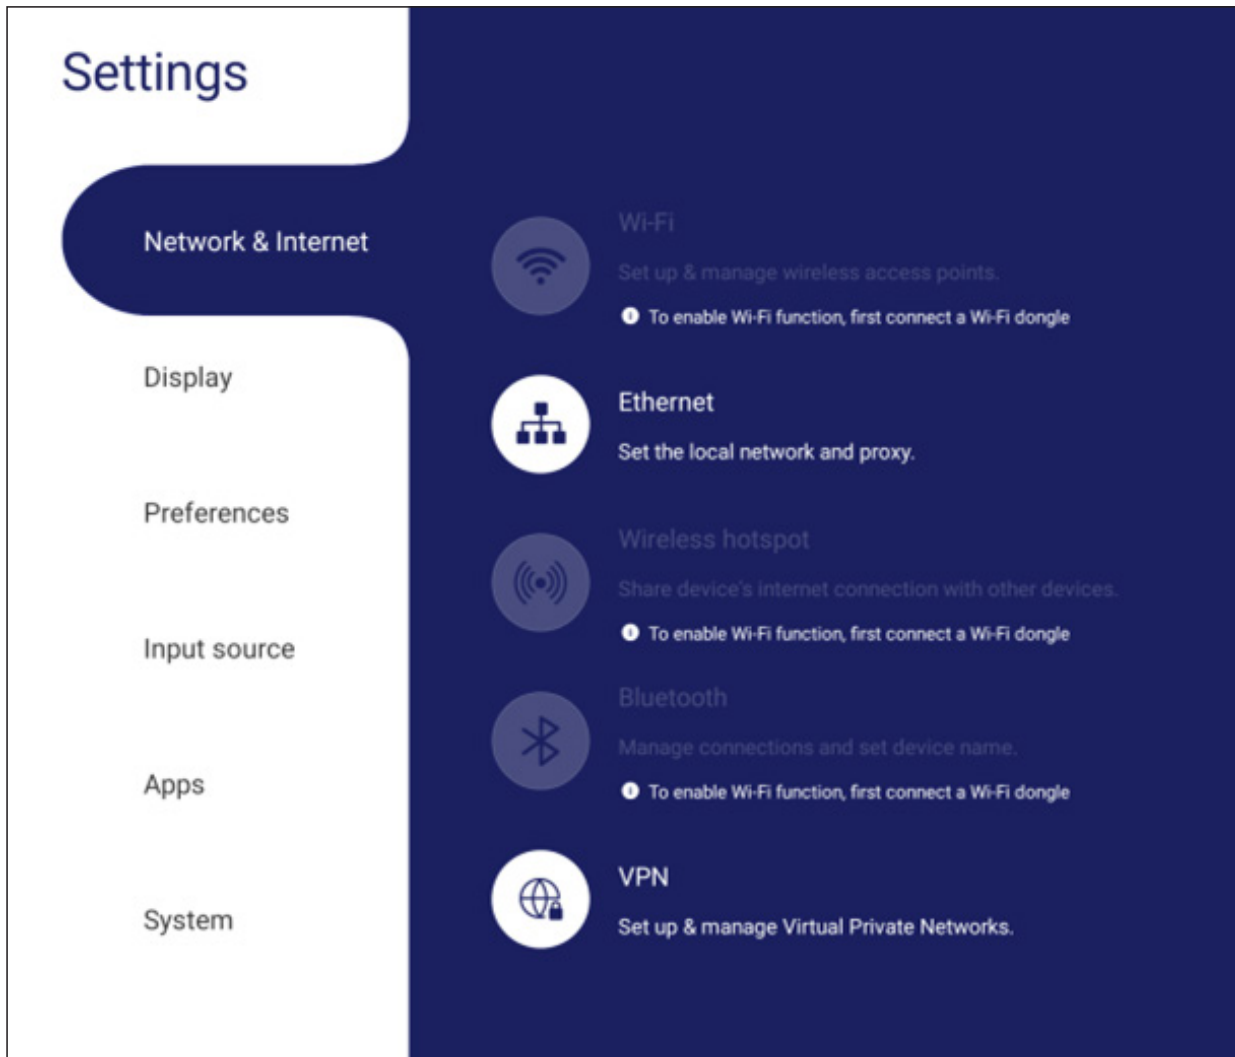 Settings
Network & Internet
Display
Preferences
Input source
Apps
System
Wi-Fi
Set up & manage wireless access points.
To enable Wi-Fi function, first connect a Wi-Fi dongle
Ethernet
Set the local network and proxy.
Wireless hotspot
Share device's internet connection with other devices.
To enable Wi-Fi function, first connect a Wi-Fi dongle
Bluetooth
Manage connections and set device name.
To enable Wi-Fi function, first connect a Wi-Fi dongle
VPN
Set up & manage Virtual Private Networks.